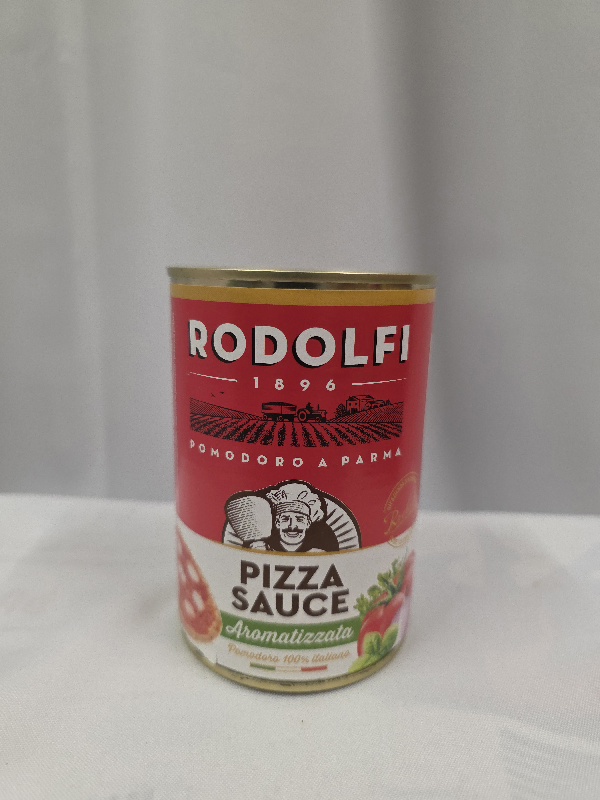 RODOLFI
1896
POMODORO A PARMA
PIZZA
SAUCE
Aromatizzata
Pomodoro 100% italiano